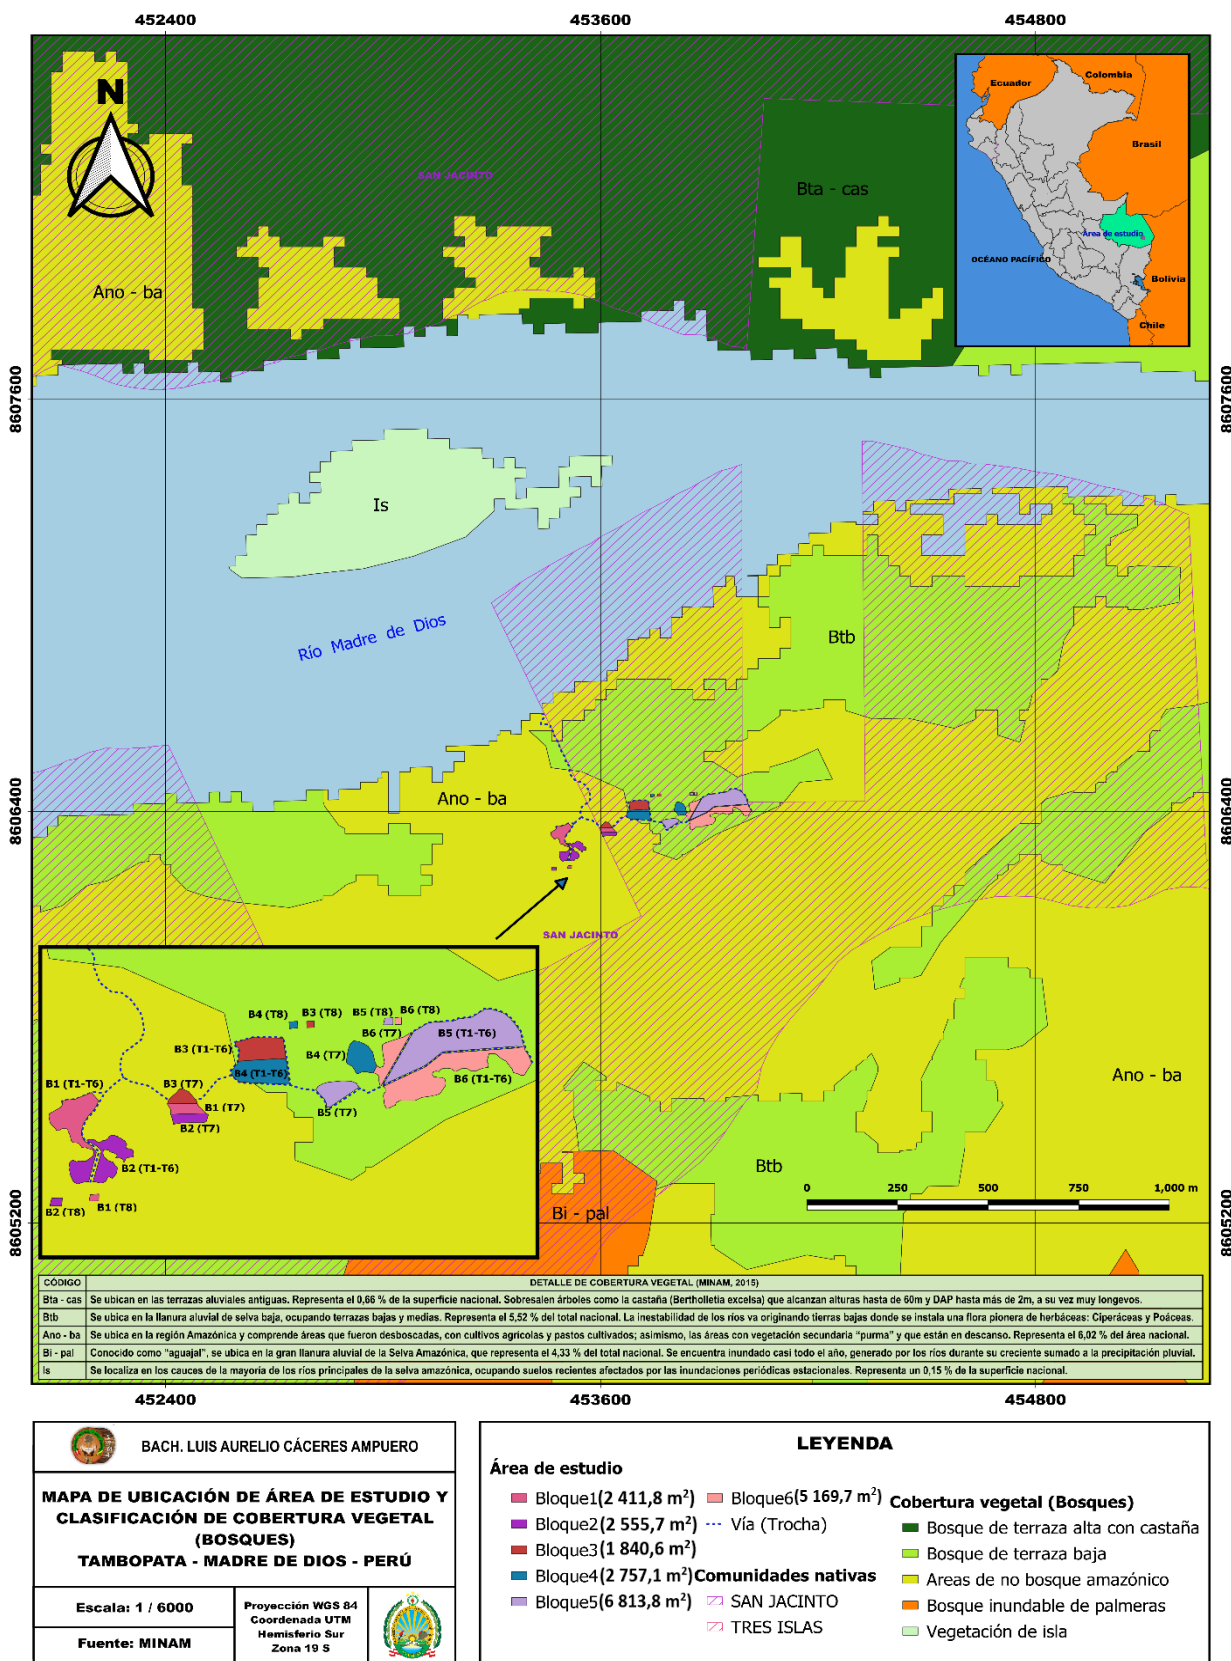 452400
453600
454800
N
SAN JACINTO
Bta - cas
Ano - ba
Ecuador
Colombia
Brasil
Área de estudio
OCÉANO PACÍFICO
Bolivia
Chile
8607600
8607600
Is
Río Madre de Dios
Btb
Ano - ba
8606400
8606400
SAN JACINTO
B4 (T8)
B3 (T8)
B5 (T8)
B6 (T8)
B6 (T7)
B5 (T1-T6)
B3 (T1-T6)
B4 (T7)
B4 (T1-T6)
B6 (T1-T6)
B1 (T1-T6)
B3 (T7)
B1 (T7)
B2 (T7)
B5 (T7)
B2 (T1-T6)
B2 (T8)
B1 (T8)
Ano - ba
Btb
Bi - pal
0 250 500 750 1,000 m
8605200
8605200
CÓDIGO DETALLE DE COBERTURA VEGETAL (MINAM, 2015)
Bta - cas Se ubican en las terrazas aluviales antiguas. Representa el 0,66 % de la superficie nacional. Sobresalen árboles como la castaña (Bertholletia excelsa) que alcanzan alturas hasta de 60m y DAP hasta más de 2m, a su vez muy longevos.
Btb Se ubica en la llanura aluvial de selva baja, ocupando terrazas bajas y medias. Representa el 5,52 % del total nacional. La inestabilidad de los ríos va originando tierras bajas donde se instala una flora pionera de herbáceas: Ciperáceas y Poáceas.
Ano - ba Se ubica en la región Amazónica y comprende áreas que fueron desboscadas, con cultivos agrícolas y pastos cultivados; asimismo, las áreas con vegetación secundaria "purma" y que están en descanso. Representa el 6,02 % del área nacional.
Bi - pal Conocido como "aguajal", se ubica en la gran llanura aluvial de la Selva Amazónica, que representa el 4,33 % del total nacional. Se encuentra inundado casi todo el año, generado por los ríos durante su creciente sumado a la precipitación pluvial.
Is Se localiza en los cauces de la mayoría de los ríos principales de la selva amazónica, ocupando suelos recientes afectados por las inundaciones periódicas estacionales. Representa un 0,15 % de la superficie nacional.
452400
453600
454800
BACH. LUIS AURELIO CÁCERES AMPUERO
MAPA DE UBICACIÓN DE ÁREA DE ESTUDIO Y
CLASIFICACIÓN DE COBERTURA VEGETAL
(BOSQUES)
TAMBOPATA - MADRE DE DIOS - PERÚ
Escala: 1 / 6000
Fuente: MINAM
Proyección WGS 84
Coordenada UTM
Hemisferio Sur
Zona 19 S
LEYENDA
Área de estudio
Bloque1(2 411,8 m²)
Bloque2(2 555,7 m²)
Bloque3(1 840,6 m²)
Bloque4(2 757,1 m²)
Bloque5(6 813,8 m²)
Bloque6(5 169,7 m²)
Vía (Trocha)
Comunidades nativas
SAN JACINTO
TRES ISLAS
Cobertura vegetal (Bosques)
Bosque de terraza alta con castaña
Bosque de terraza baja
Areas de no bosque amazónico
Bosque inundable de palmeras
Vegetación de isla